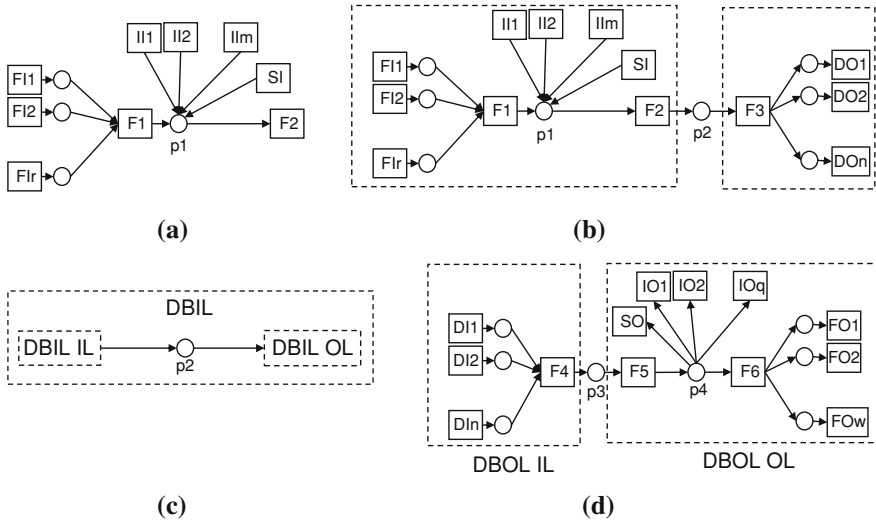 II1 II2 IIm
SI
FI1
FI2
FIr
F1
p1
F2
(a)
II1 II2 IIm
SI
FI1
FI2
FIr
F1
p1
F2
p2
F3
DO1
DO2
DOn
(b)
DBIL
DBIL IL
p2
DBIL OL
(c)
IO1 IO2 IOq
SO
DI1
DI2
DIn
F4
p3
F5
p4
F6
FO1
FO2
FOw
DBOL IL
DBOL OL
(d)